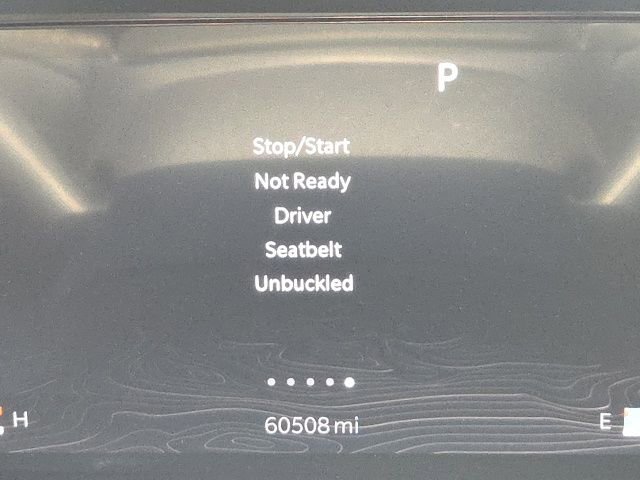 P
Stop/Start
Not Ready
Driver
Seatbelt
Unbuckled
60508 mi
H
E